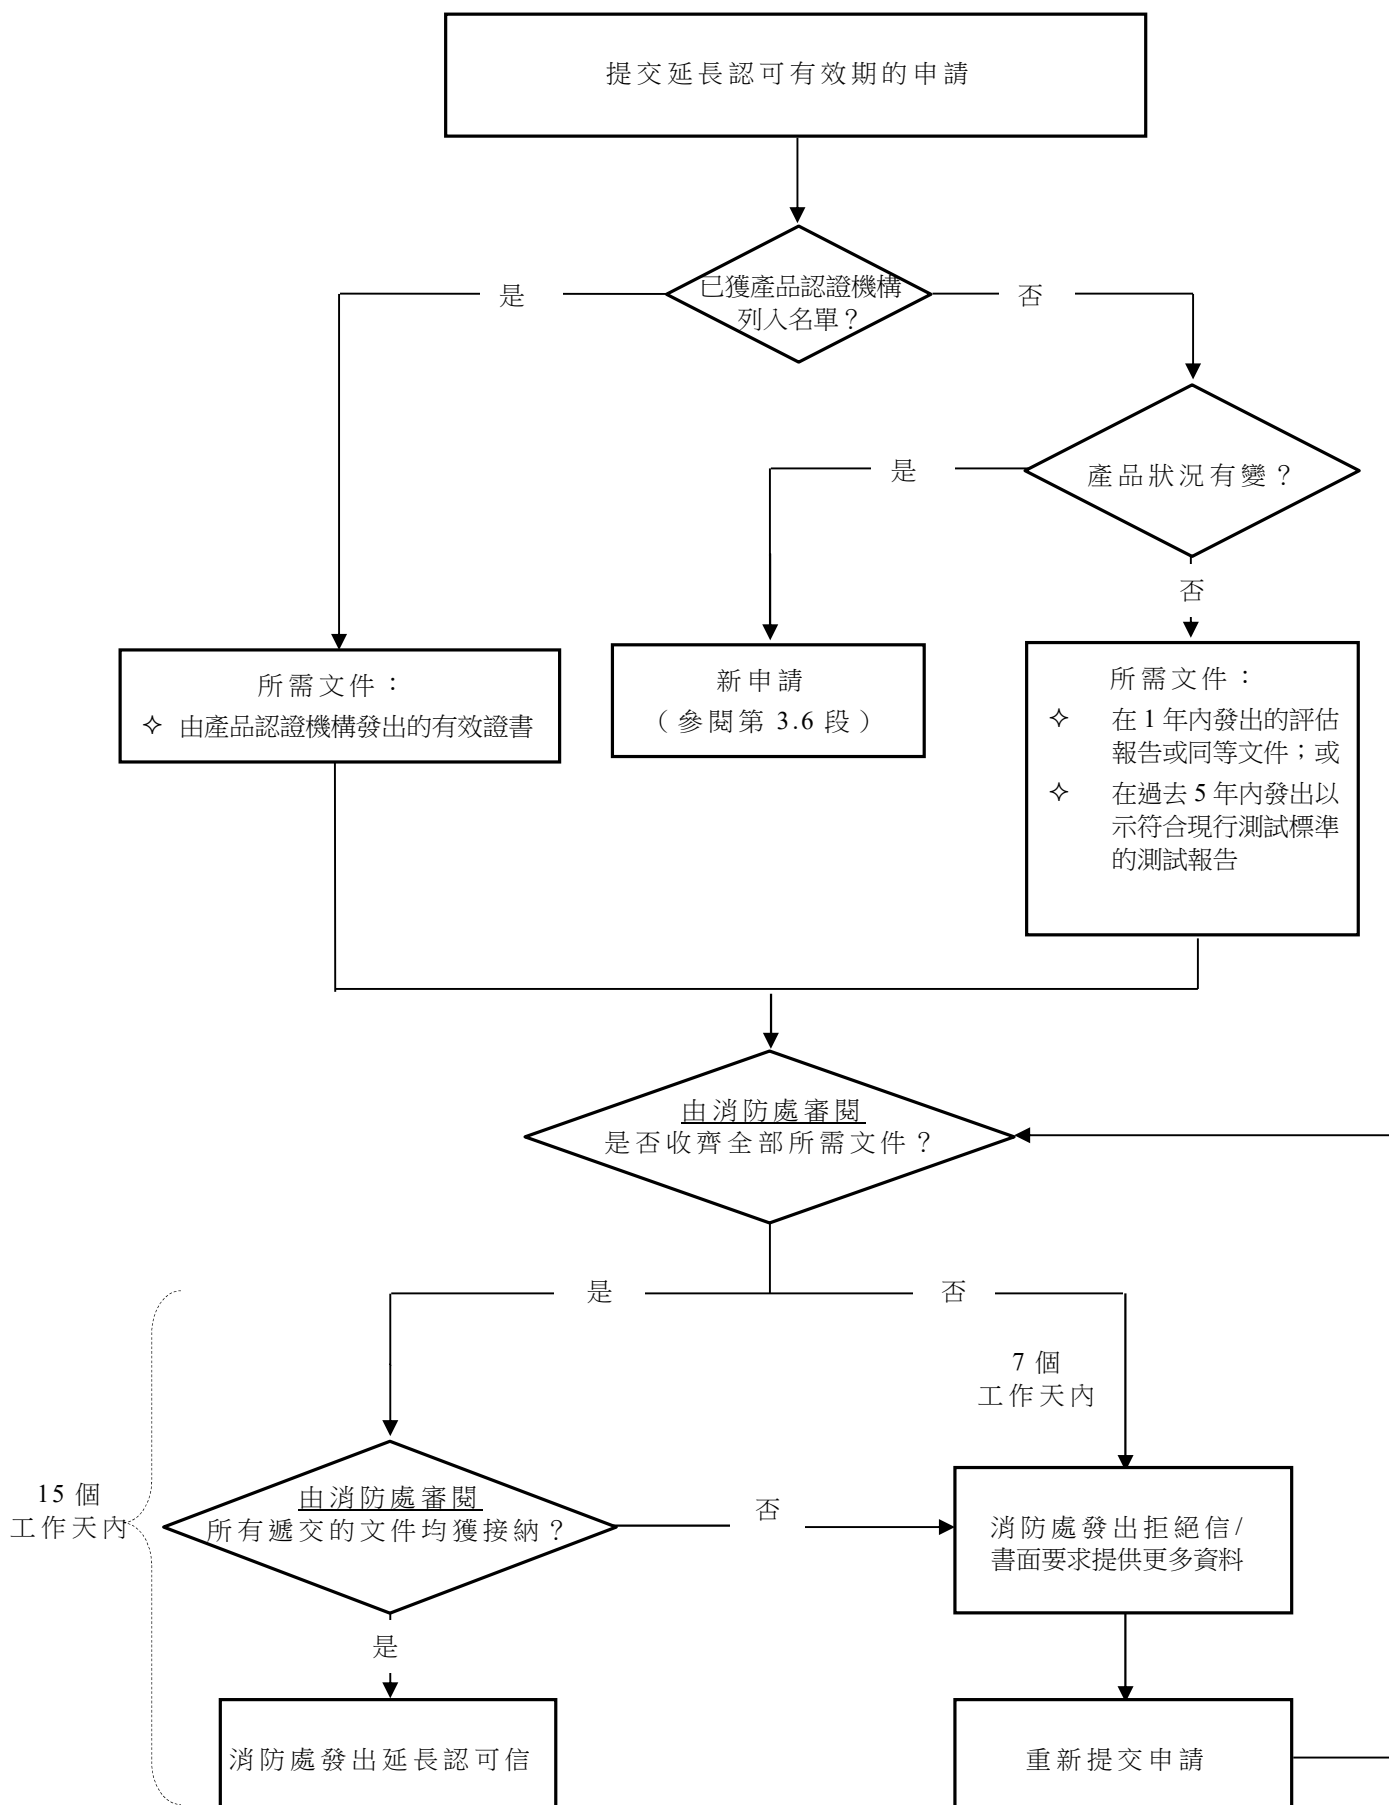 提交延長認可有效期的申請
是
已獲產品認證機構
列入名單？
否
是
產品狀況有變？
否
所需文件：
✧ 由產品認證機構發出的有效證書
新申請
（參閱第 3.6 段）
所需文件：
✧ 在 1 年內發出的評估
報告或同等文件；或
✧ 在過去 5 年內發出以
示符合現行測試標準
的測試報告
由消防處審閱
是否收齊全部所需文件？
是
否
7 個
工作天內
15 個
工作天內
由消防處審閱
所有遞交的文件均獲接納？
否
消防處發出拒絕信/
書面要求提供更多資料
是
消防處發出延長認可信
重新提交申請